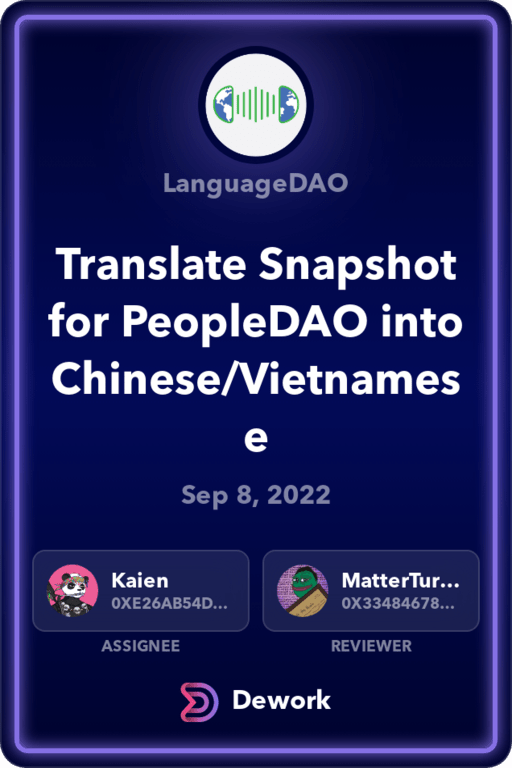 LanguageDAO
Translate Snapshot
for PeopleDAO into
Chinese/Vietnames
e
Sep 8, 2022
Kaien
0XE26AB54D...
ASSIGNEE
MatterTur...
0X33484678...
REVIEWER
Dework